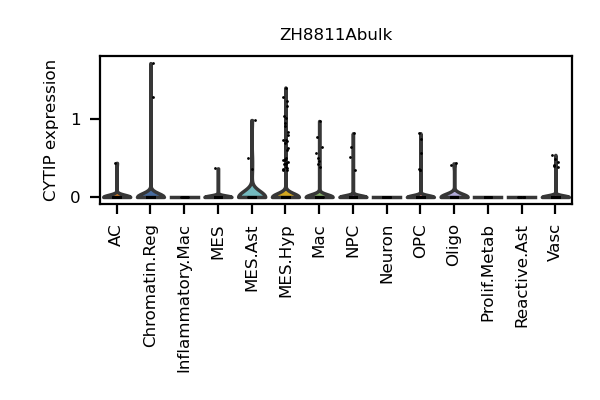 ZH8811Abulk
CYTIP expression
1
0
AC
Chromatin.Reg
Inflammatory.Mac
MES
MES.Ast
MES.Hyp
Mac
NPC
Neuron
OPC
Oligo
Prolif.Metab
Reactive.Ast
Vasc